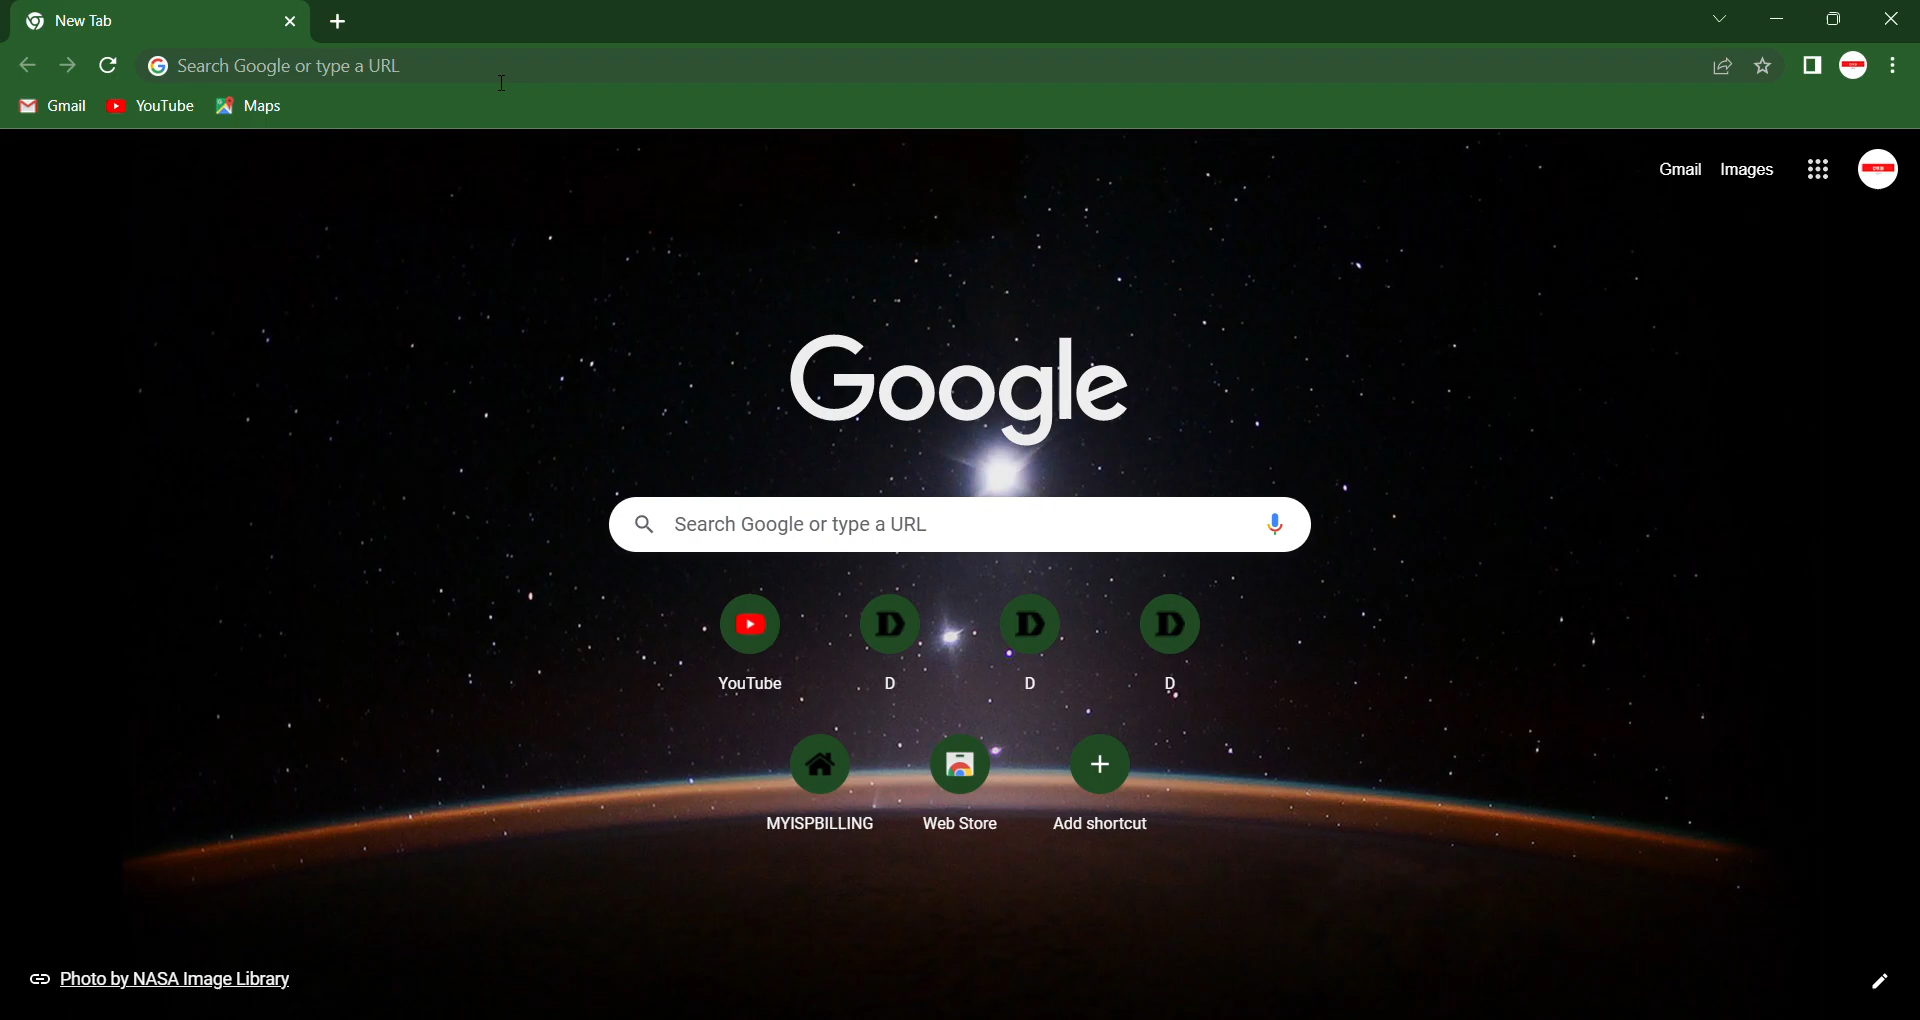 New Tab
Search Google or type a URL
Gmail YouTube Maps
Gmail Images
Google
Search Google or type a URL
YouTube D D D
MYISPBILLING Web Store Add shortcut
Photo by NASA Image Library